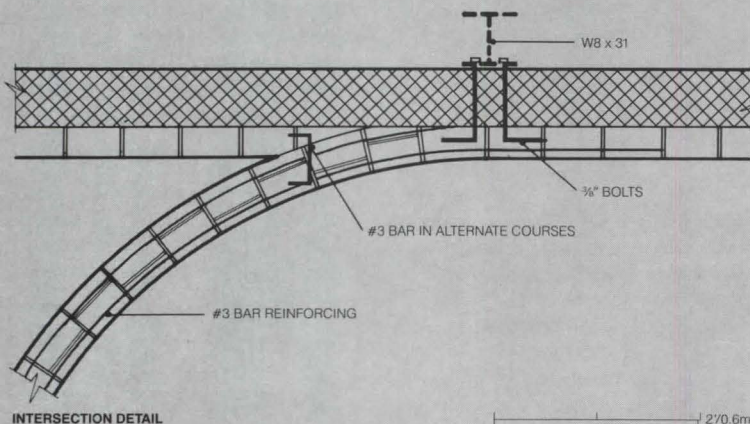 W8 x 31
⅜" BOLTS
#3 BAR IN ALTERNATE COURSES
#3 BAR REINFORCING
INTERSECTION DETAIL
2'/0.6m